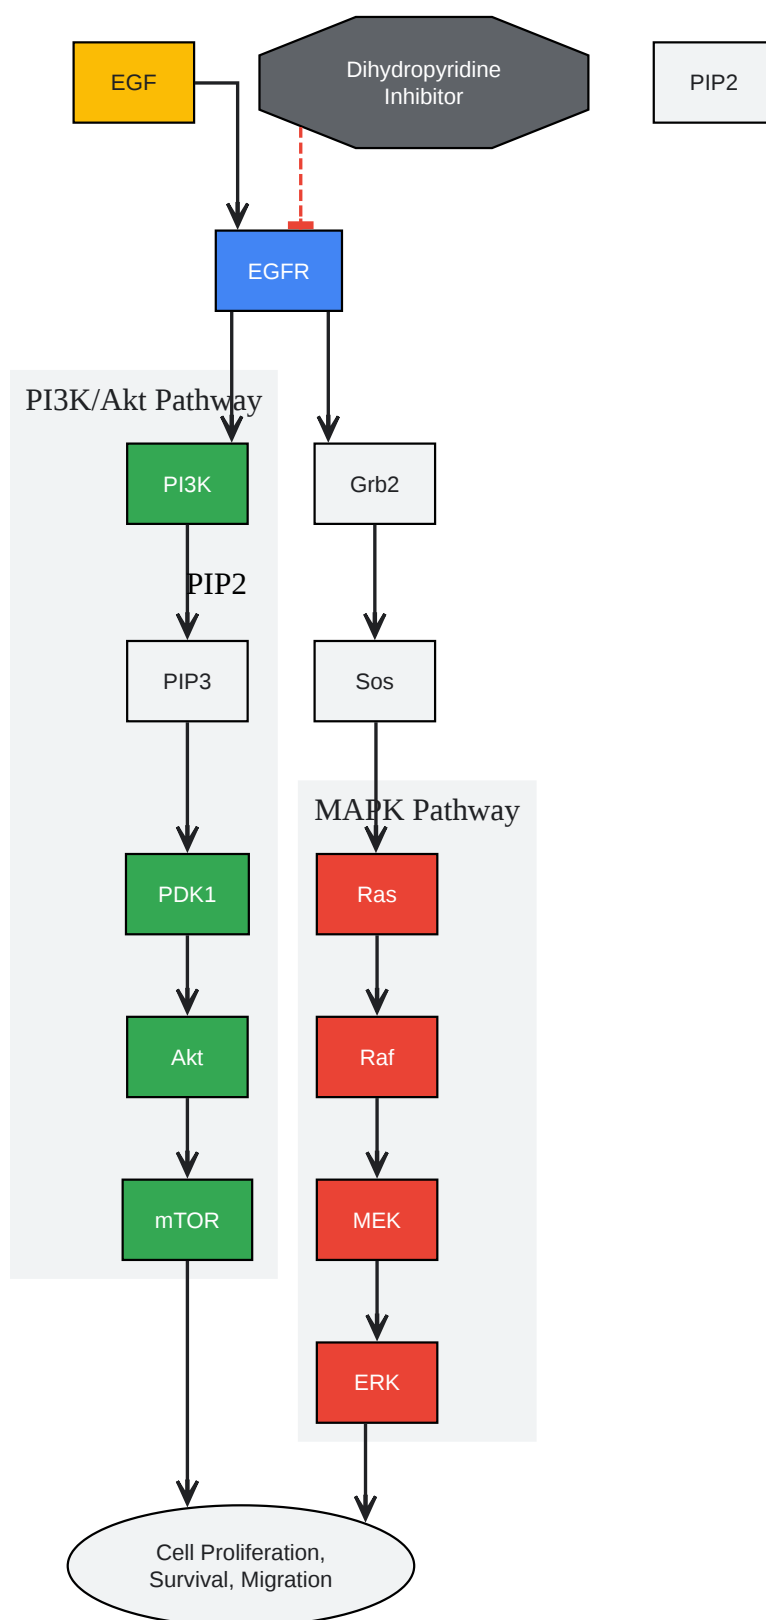 EGF
Dihydropyridine
Inhibitor
PIP2
EGFR
PI3K/Akt Pathway
PI3K
Grb2
PIP2
PIP3
Sos
MAPK Pathway
PDK1
Ras
Akt
Raf
mTOR
MEK
ERK
Cell Proliferation,
Survival, Migration